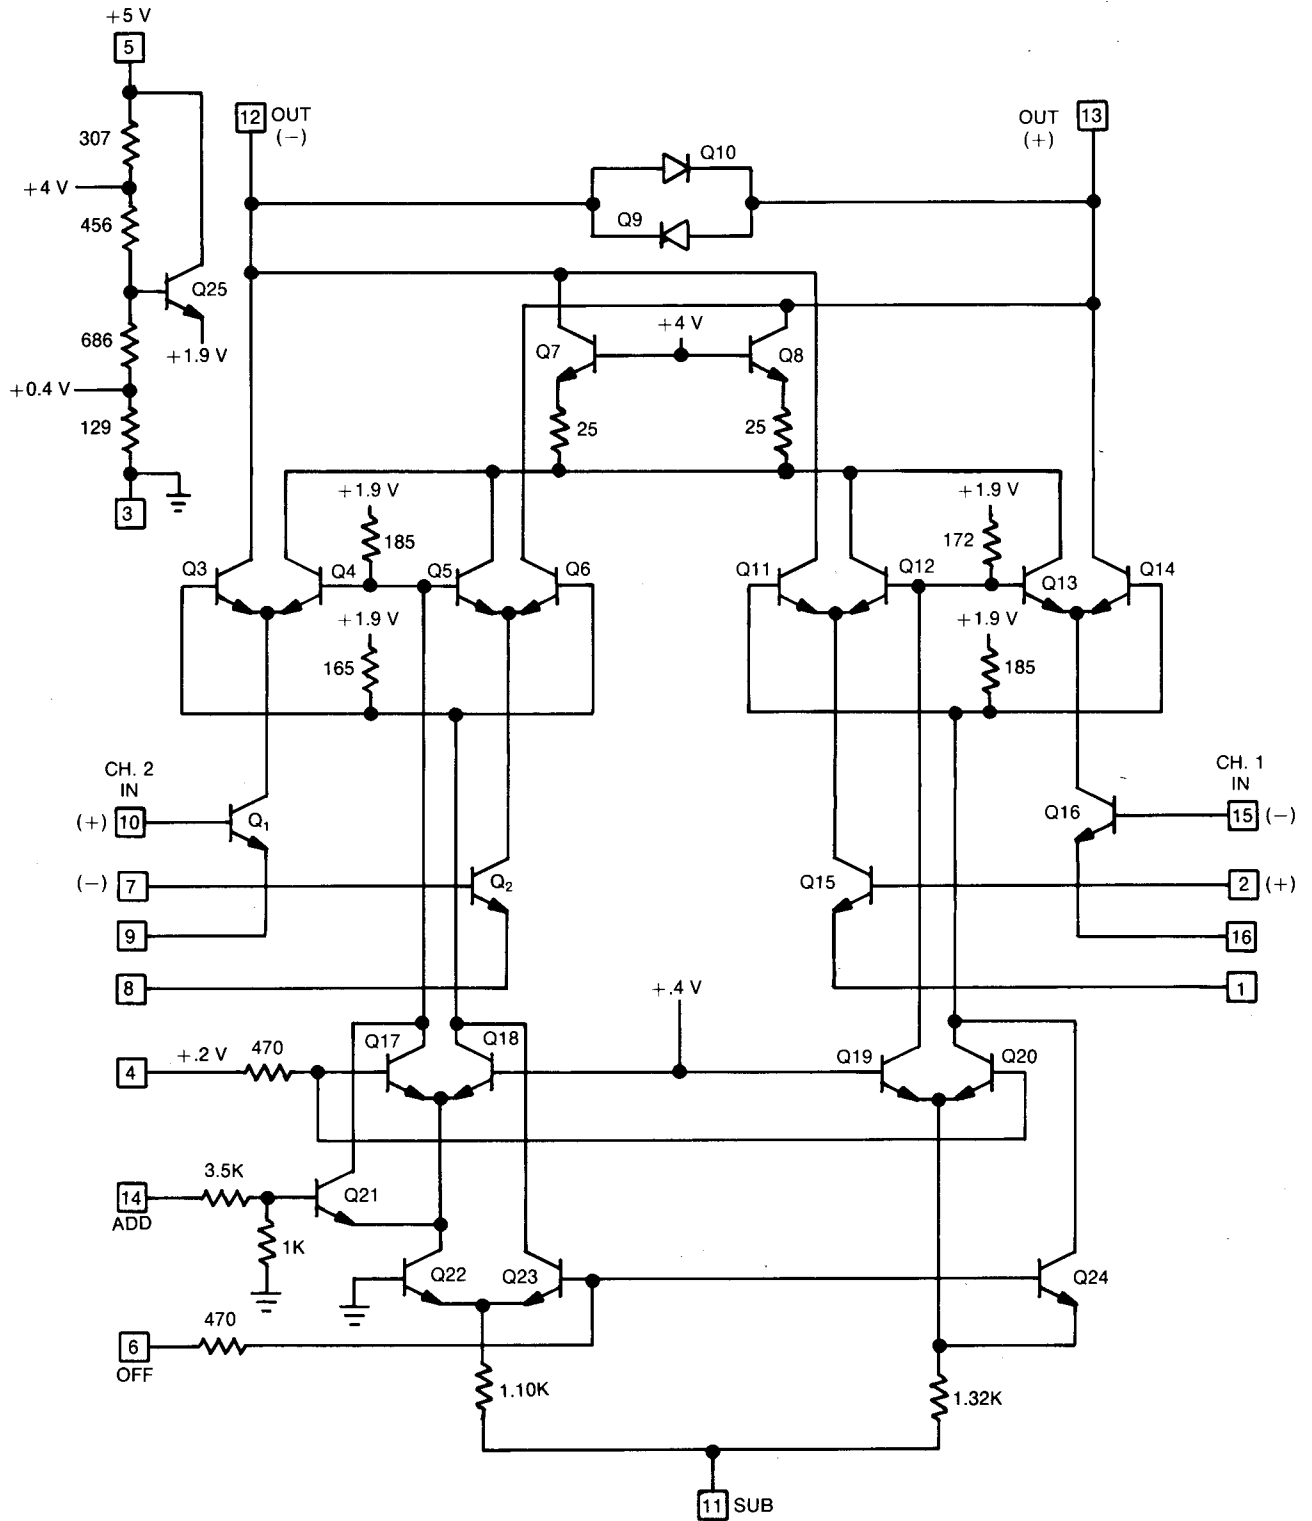 +5 V
5
12 OUT
(−)
OUT
(+)
13
307
Q10
+4 V
456
Q9
Q25
686
+1.9 V
+4 V
Q7
Q8
+0.4 V
129
25
25
3
+1.9 V
+1.9 V
185
172
Q3
Q4
Q5
Q6
Q11
Q12
Q13
Q14
+1.9 V
+1.9 V
165
185
CH. 2
IN
CH. 1
IN
(+) 10
Q1
Q16
15 (−)
(−) 7
Q2
Q15
2 (+)
9
16
8
1
+.4 V
+.2 V
470
Q17
Q18
Q19
Q20
4
3.5K
14
ADD
Q21
1K
Q22
Q23
Q24
470
6
OFF
1.10K
1.32K
11 SUB